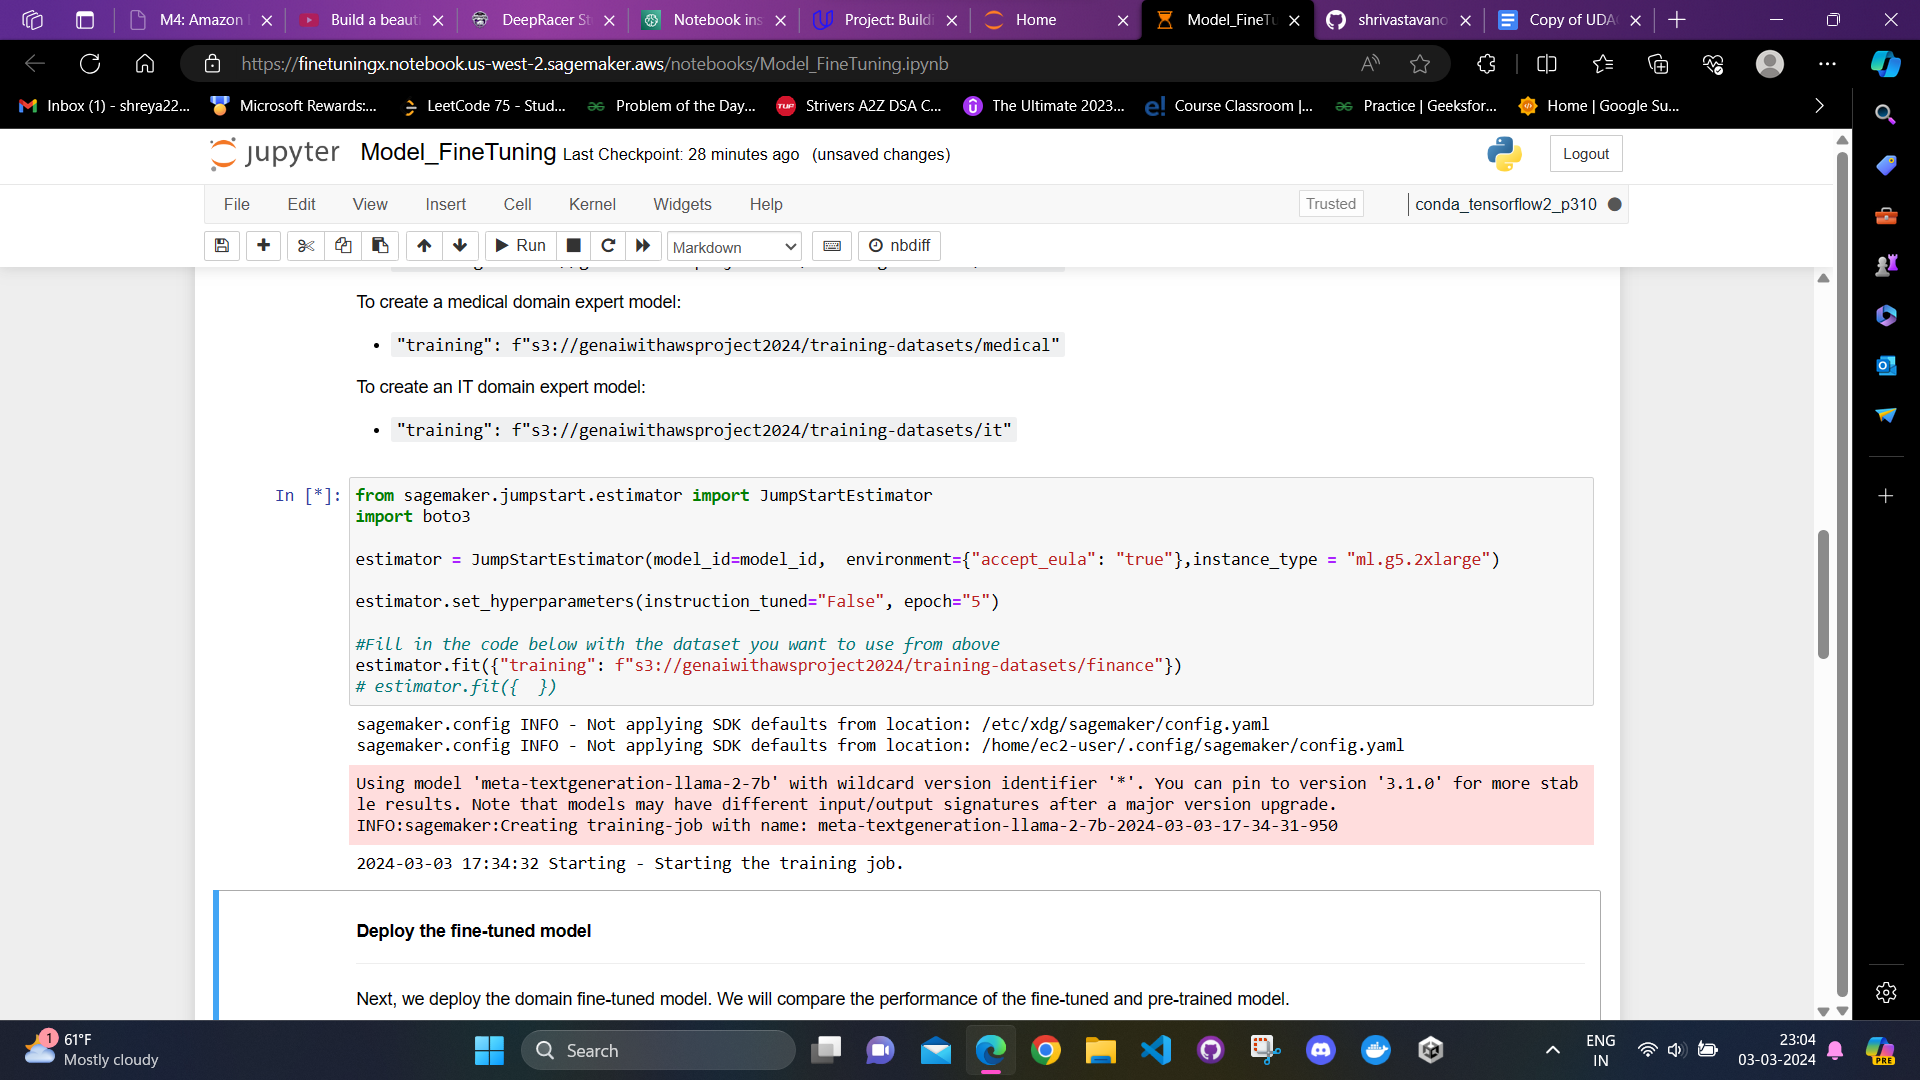 M4: Amazon
Build a beaut
DeepRacer St
Notebook ins
Project: Buildi
Home
Model_FineTu
shrivastavano
Copy of UDA
https://finetuningx.notebook.us-west-2.sagemaker.aws/notebooks/Model_FineTuning.ipynb
Inbox (1) - shreya22...
Microsoft Rewards:...
LeetCode 75 - Stud...
Problem of the Day...
Strivers A2Z DSA C...
The Ultimate 2023...
Course Classroom |...
Practice | Geeksfor...
Home | Google Su...
jupyter Model_FineTuning Last Checkpoint: 28 minutes ago (unsaved changes)
Logout
File Edit View Insert Cell Kernel Widgets Help
Trusted
conda_tensorflow2_p310
Run
Markdown
nbdiff
To create a medical domain expert model:
• "training": f"s3://genaiwithawsproject2024/training-datasets/medical"
To create an IT domain expert model:
• "training": f"s3://genaiwithawsproject2024/training-datasets/it"
In [*]:
from sagemaker.jumpstart.estimator import JumpStartEstimator
import boto3
estimator = JumpStartEstimator(model_id=model_id,  environment={"accept_eula": "true"},instance_type = "ml.g5.2xlarge")
estimator.set_hyperparameters(instruction_tuned="False", epoch="5")
#Fill in the code below with the dataset you want to use from above
estimator.fit({"training": f"s3://genaiwithawsproject2024/training-datasets/finance"})
# estimator.fit({  })
sagemaker.config INFO - Not applying SDK defaults from location: /etc/xdg/sagemaker/config.yaml
sagemaker.config INFO - Not applying SDK defaults from location: /home/ec2-user/.config/sagemaker/config.yaml
Using model 'meta-textgeneration-llama-2-7b' with wildcard version identifier '*'. You can pin to version '3.1.0' for more stab
le results. Note that models may have different input/output signatures after a major version upgrade.
INFO:sagemaker:Creating training-job with name: meta-textgeneration-llama-2-7b-2024-03-03-17-34-31-950
2024-03-03 17:34:32 Starting - Starting the training job.
Deploy the fine-tuned model
Next, we deploy the domain fine-tuned model. We will compare the performance of the fine-tuned and pre-trained model.
1
61°F
Mostly cloudy
Search
ENG
IN
23:04
03-03-2024
PRE